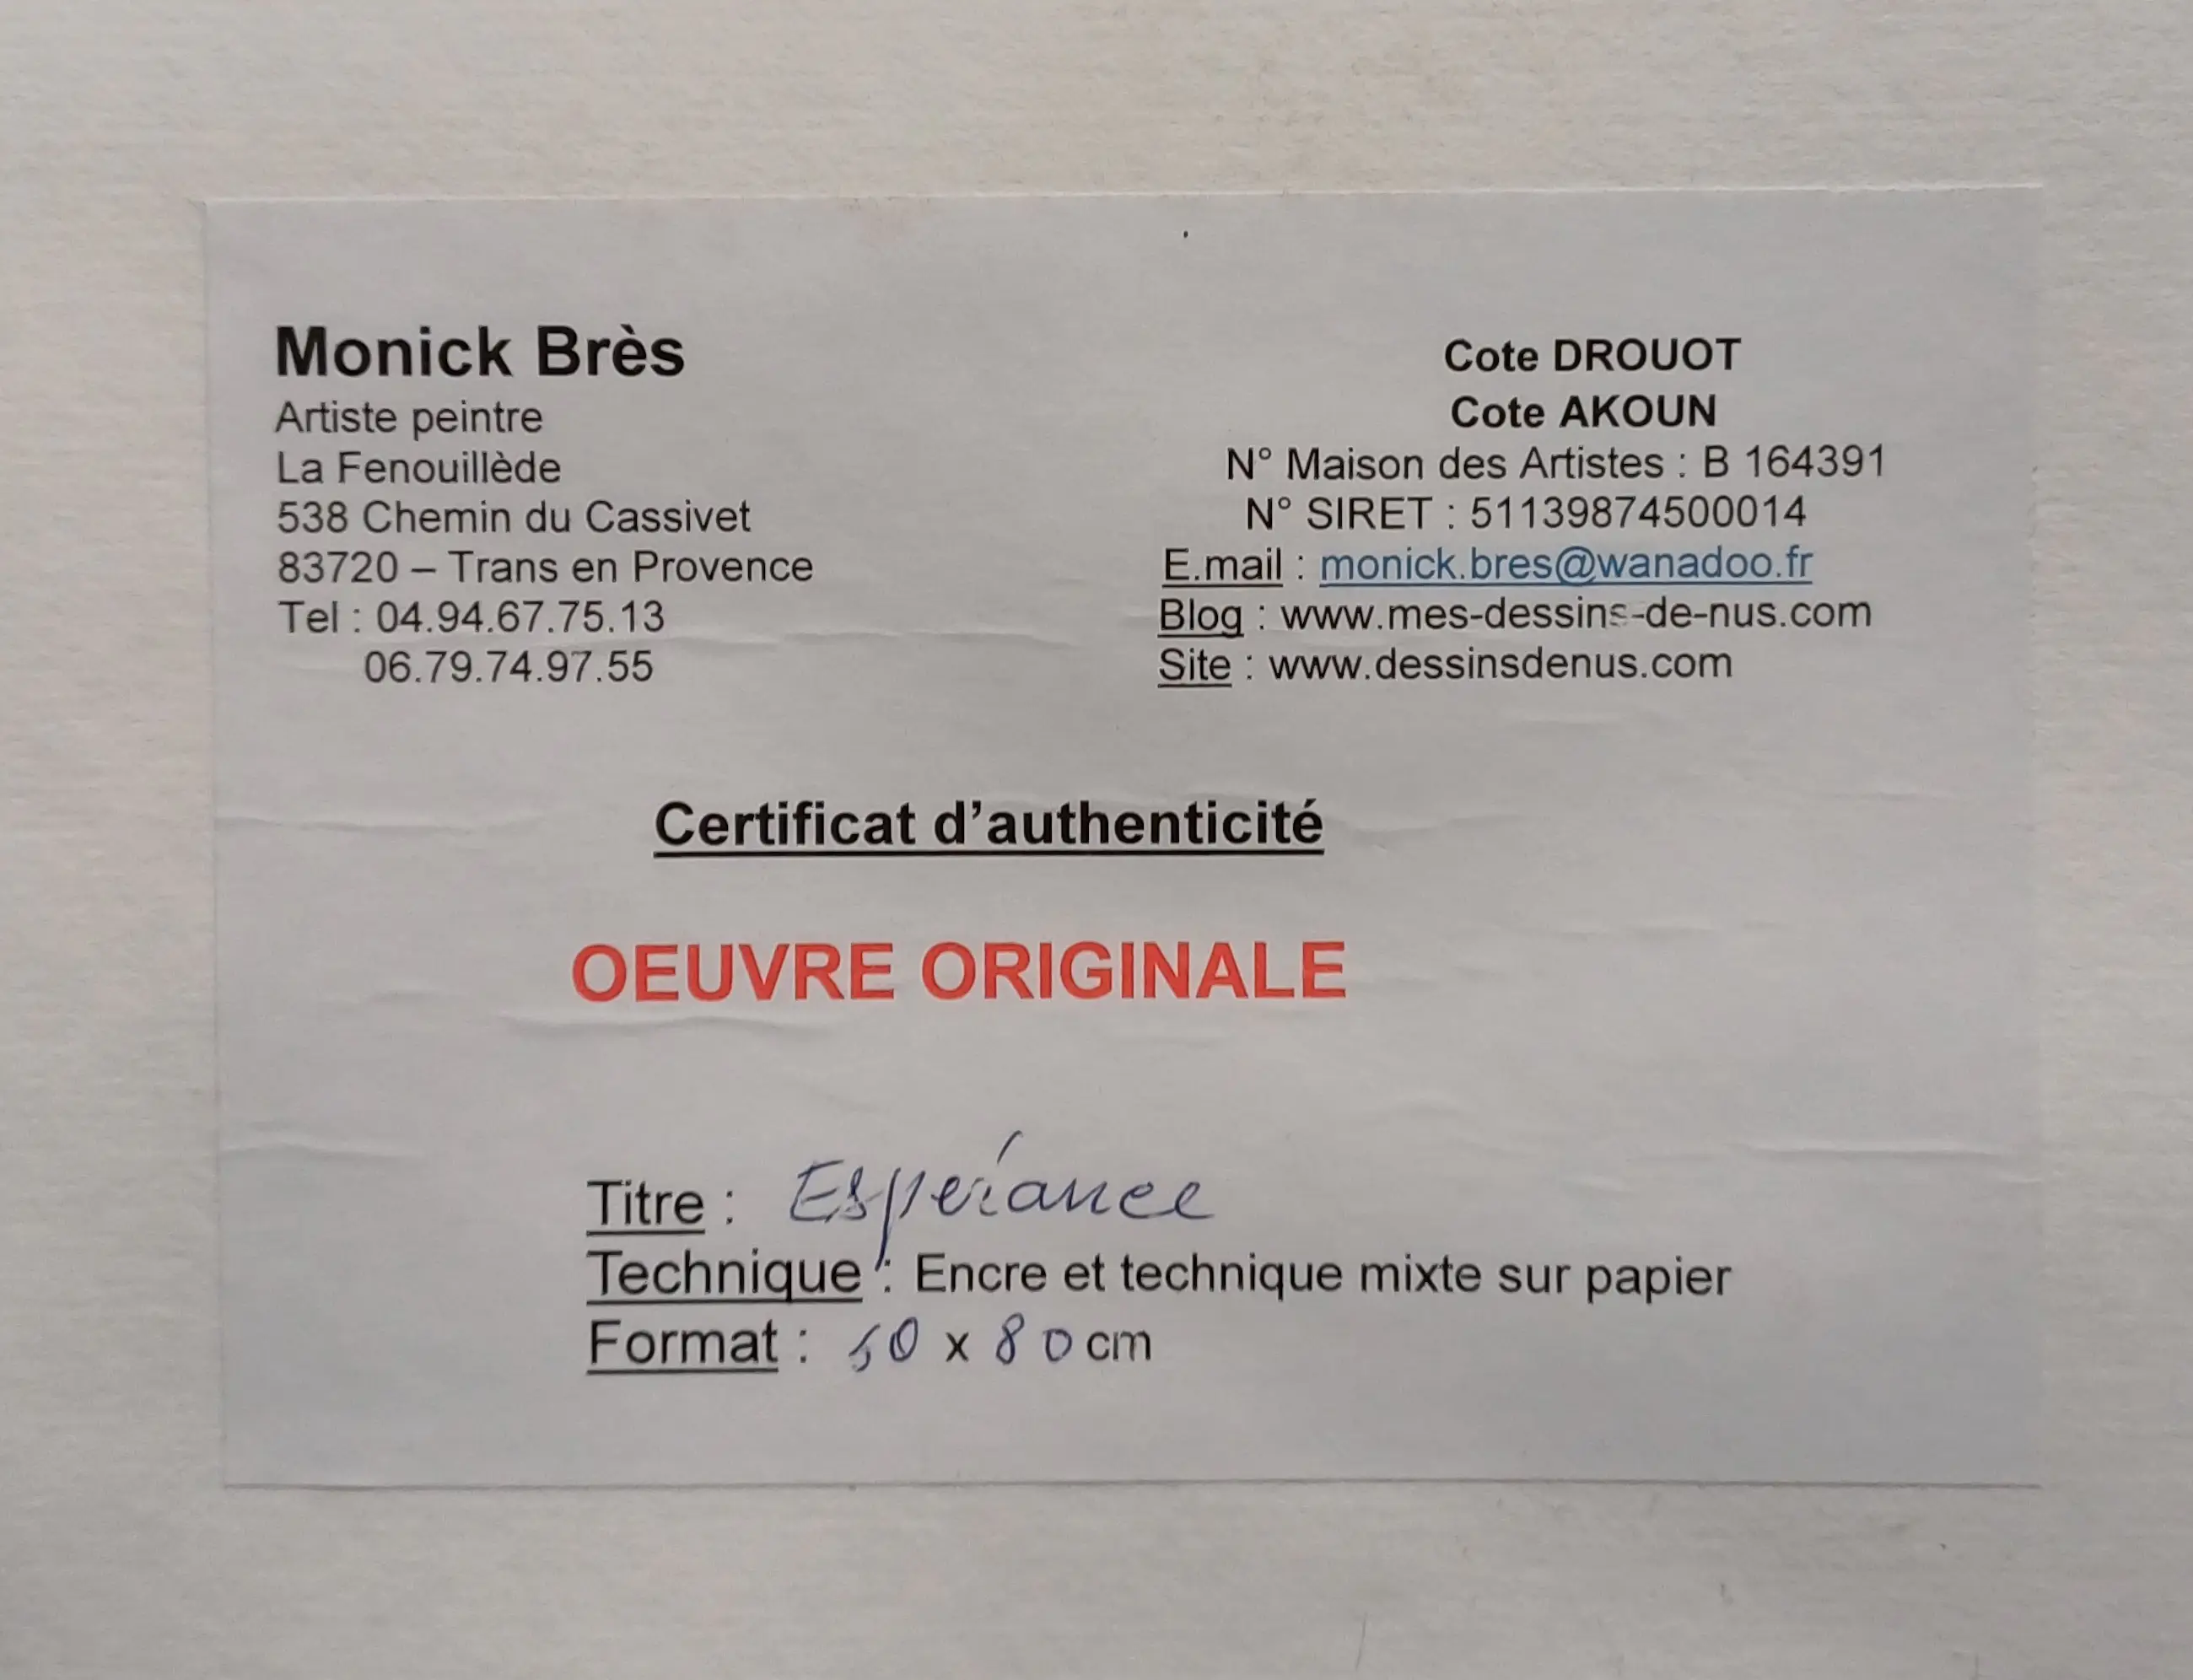 Monick Brès
Artiste peintre
La Fenouillède
538 Chemin du Cassivet
83720 – Trans en Provence
Tel : 04.94.67.75.13
06.79.74.97.55
Cote DROUOT
Cote AKOUN
N° Maison des Artistes : B 164391
N° SIRET : 51139874500014
E.mail : monick.bres@wanadoo.fr
Blog : www.mes-dessins-de-nus.com
Site : www.dessinsdenus.com
Certificat d'authenticité
OEUVRE ORIGINALE
Titre : Espérance
Technique : Encre et technique mixte sur papier
Format : 50 x 80 cm